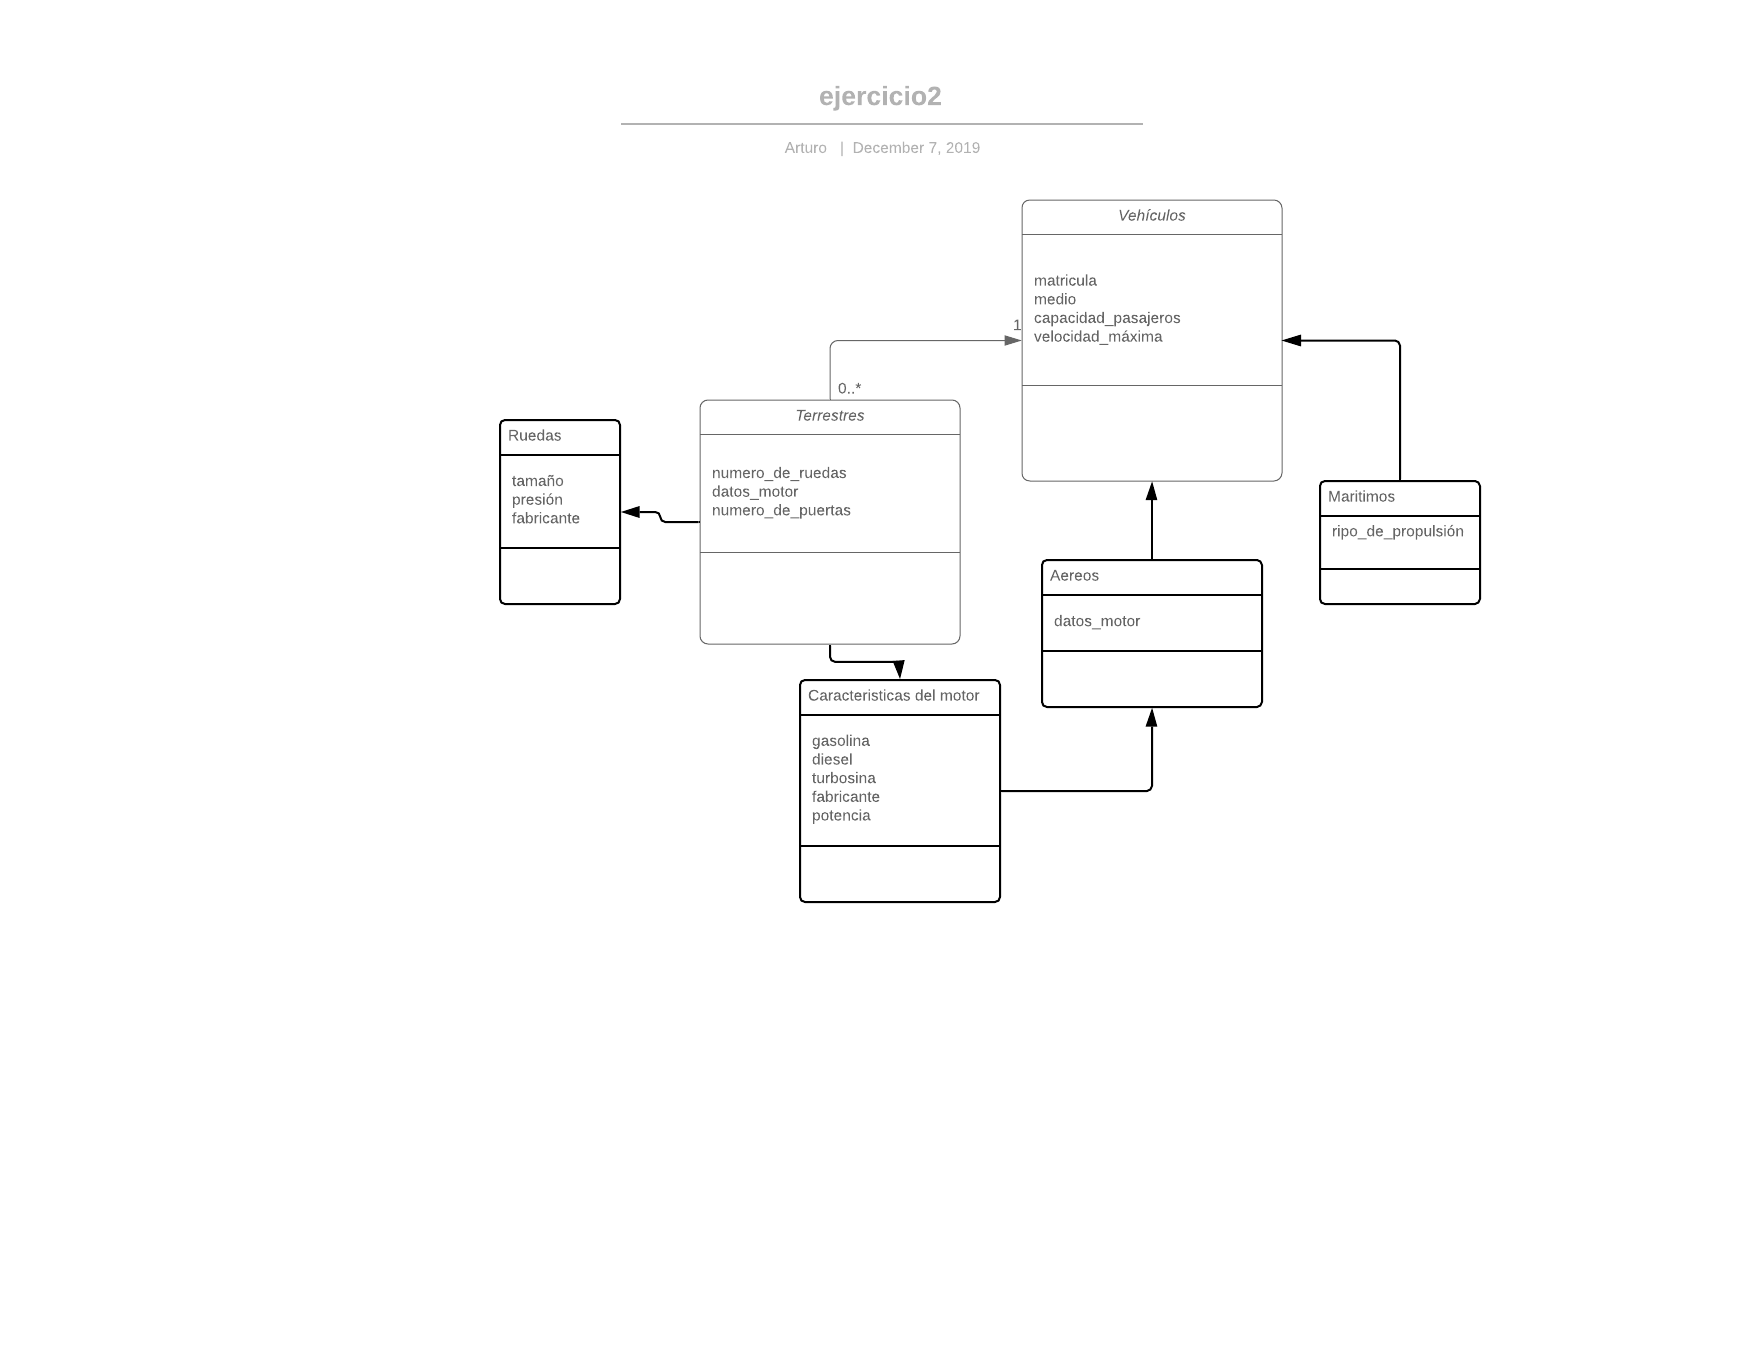 ejercicio2
Arturo | December 7, 2019
Vehículos
matricula
medio
capacidad_pasajeros
velocidad_máxima
1
0..*
Terrestres
numero_de_ruedas
datos_motor
numero_de_puertas
Ruedas
tamaño
presión
fabricante
Maritimos
ripo_de_propulsión
Aereos
datos_motor
Caracteristicas del motor
gasolina
diesel
turbosina
fabricante
potencia